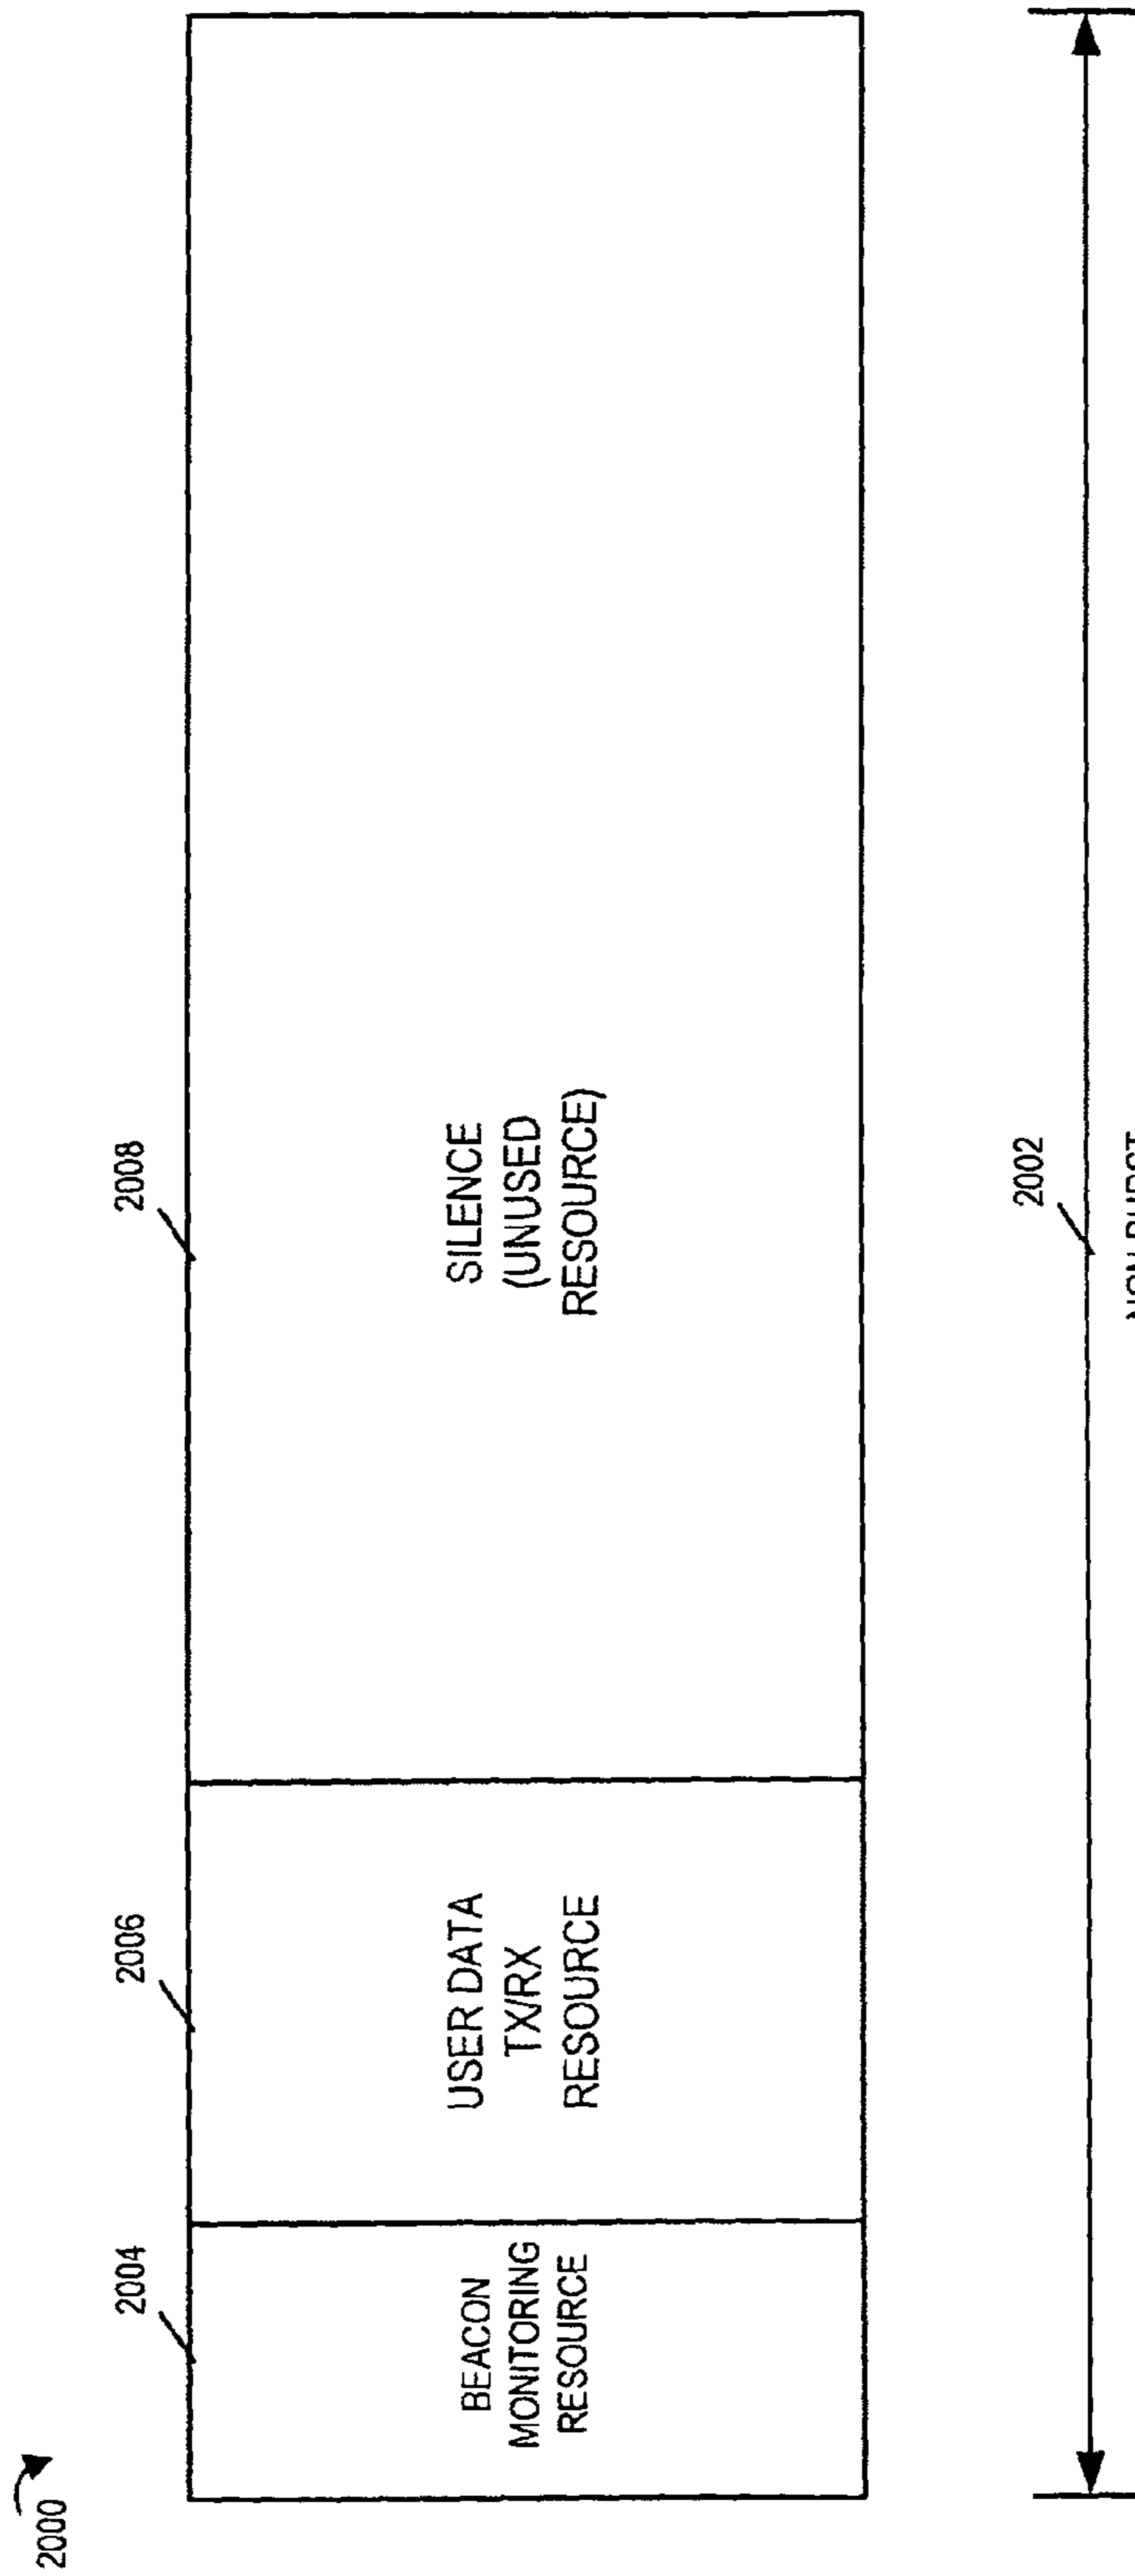 2000
2004
BEACON
MONITORING
RESOURCE
2006
USER DATA
TX/RX
RESOURCE
2008
SILENCE
(UNUSED
RESOURCE)
2002